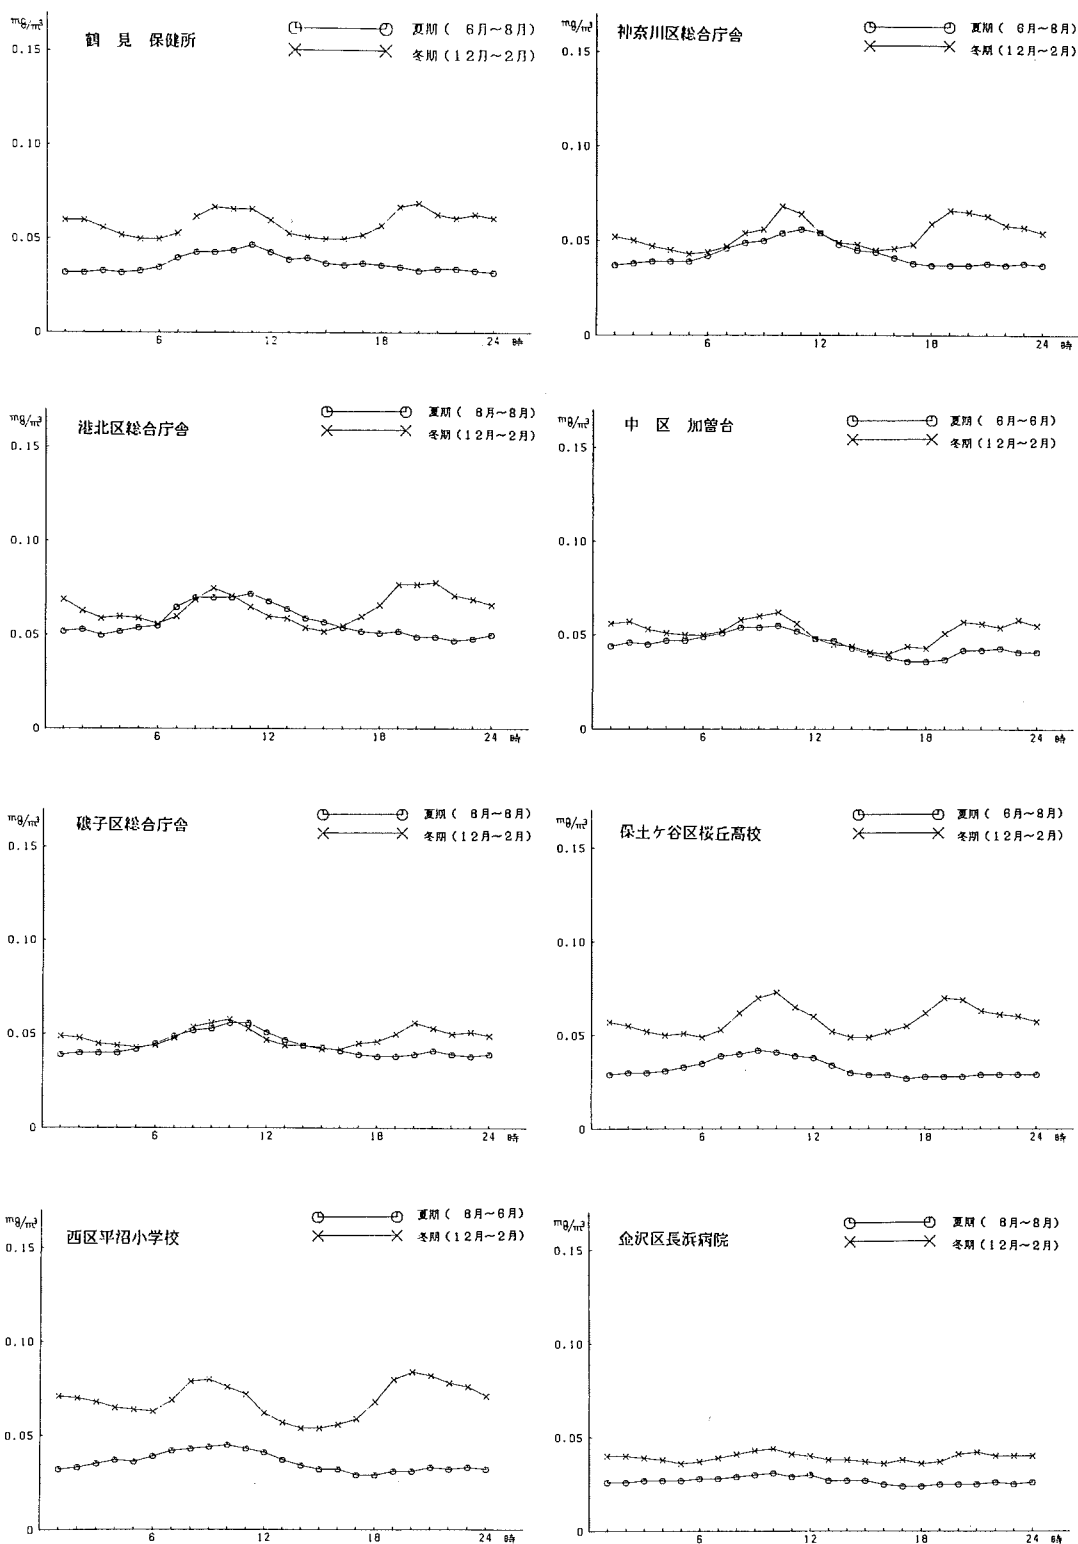 mg/m³
鶴 見 保健所
夏期( 6月～8月)
冬期(12月～2月)
0.15
0.10
0.05
0
6
12
18
24 時
mg/m³
神奈川区総合庁舎
夏期( 6月～8月)
冬期(12月～2月)
0.15
0.10
0.05
0
6
12
18
24 時
mg/m³
港北区総合庁舎
夏期( 6月～8月)
冬期(12月～2月)
0.15
0.10
0.05
0
6
12
18
24 時
mg/m³
中 区 加曽台
夏期( 6月～8月)
冬期(12月～2月)
0.15
0.10
0.05
0
6
12
18
24 時
mg/m³
磯子区総合庁舎
夏期( 6月～8月)
冬期(12月～2月)
0.15
0.10
0.05
0
6
12
18
24 時
mg/m³
保土ケ谷区桜丘高校
夏期( 6月～8月)
冬期(12月～2月)
0.15
0.10
0.05
0
6
12
18
24 時
mg/m³
西区平沼小学校
夏期( 6月～8月)
冬期(12月～2月)
0.15
0.10
0.05
0
6
12
18
24 時
mg/m³
金沢区長浜病院
夏期( 6月～8月)
冬期(12月～2月)
0.15
0.10
0.05
0
6
12
18
24 時